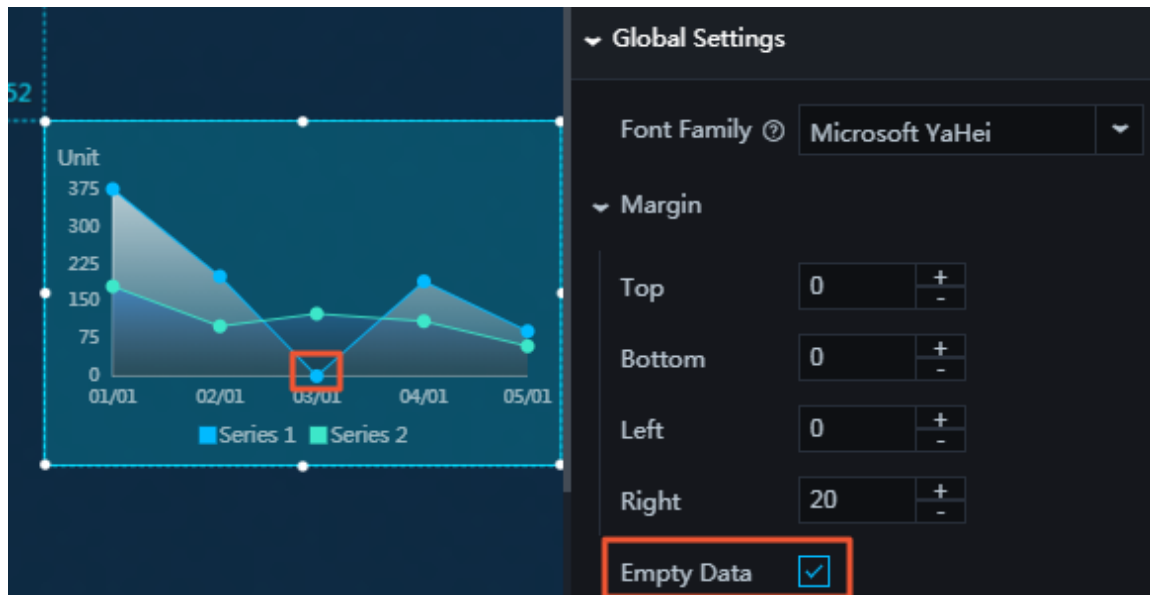 52
Unit
375
300
225
150
75
0
01/01 02/01 03/01 04/01 05/01
Series 1 Series 2
Global Settings
Font Family ? Microsoft YaHei
Margin
Top 0 + -
Bottom 0 + -
Left 0 + -
Right 20 + -
Empty Data